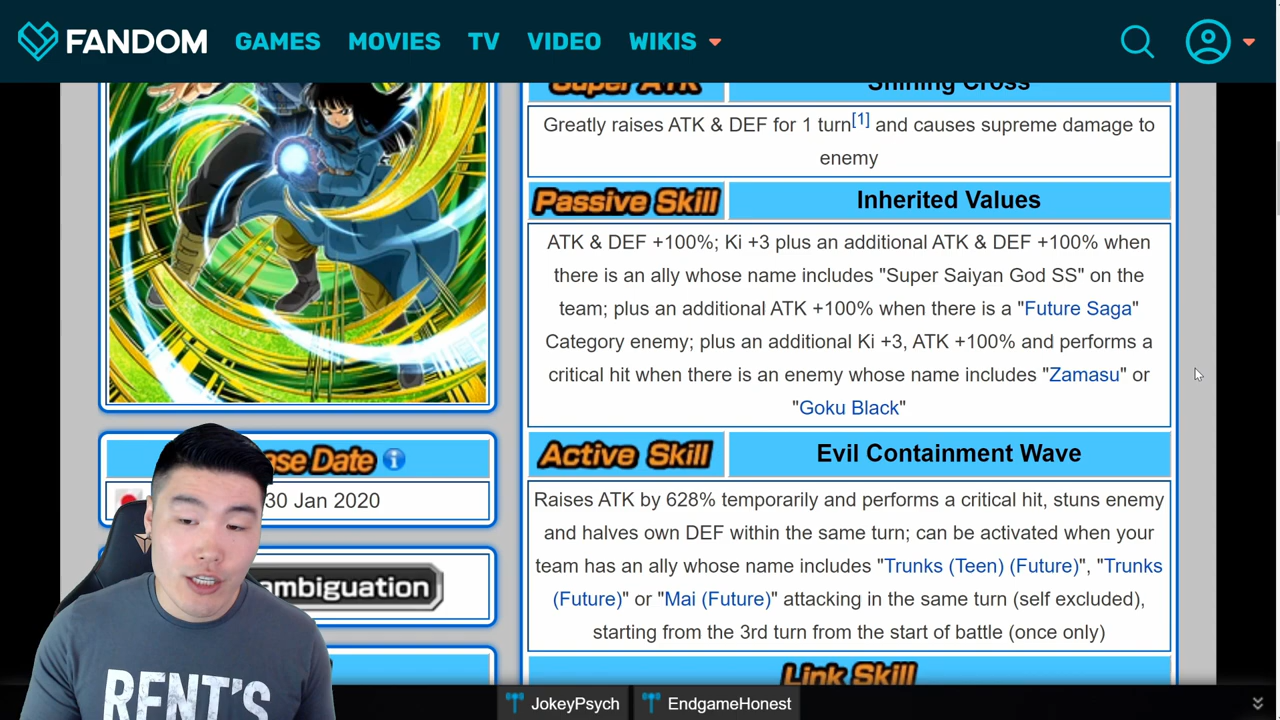 FANDOM GAMES MOVIES TV VIDEO WIKIS
Super ATK Shining Cross
Greatly raises ATK & DEF for 1 turn[1] and causes supreme damage to
enemy
Passive Skill Inherited Values
ATK & DEF +100%; Ki +3 plus an additional ATK & DEF +100% when
there is an ally whose name includes "Super Saiyan God SS" on the
team; plus an additional ATK +100% when there is a "Future Saga"
Category enemy; plus an additional Ki +3, ATK +100% and performs a
critical hit when there is an enemy whose name includes "Zamasu" or
"Goku Black"
Active Skill Evil Containment Wave
Raises ATK by 628% temporarily and performs a critical hit, stuns enemy
and halves own DEF within the same turn; can be activated when your
team has an ally whose name includes "Trunks (Teen) (Future)", "Trunks
(Future)" or "Mai (Future)" attacking in the same turn (self excluded),
starting from the 3rd turn from the start of battle (once only)
Link Skill
ase Date i
30 Jan 2020
ambiguation
RENT'S
JokeyPsych EndgameHonest